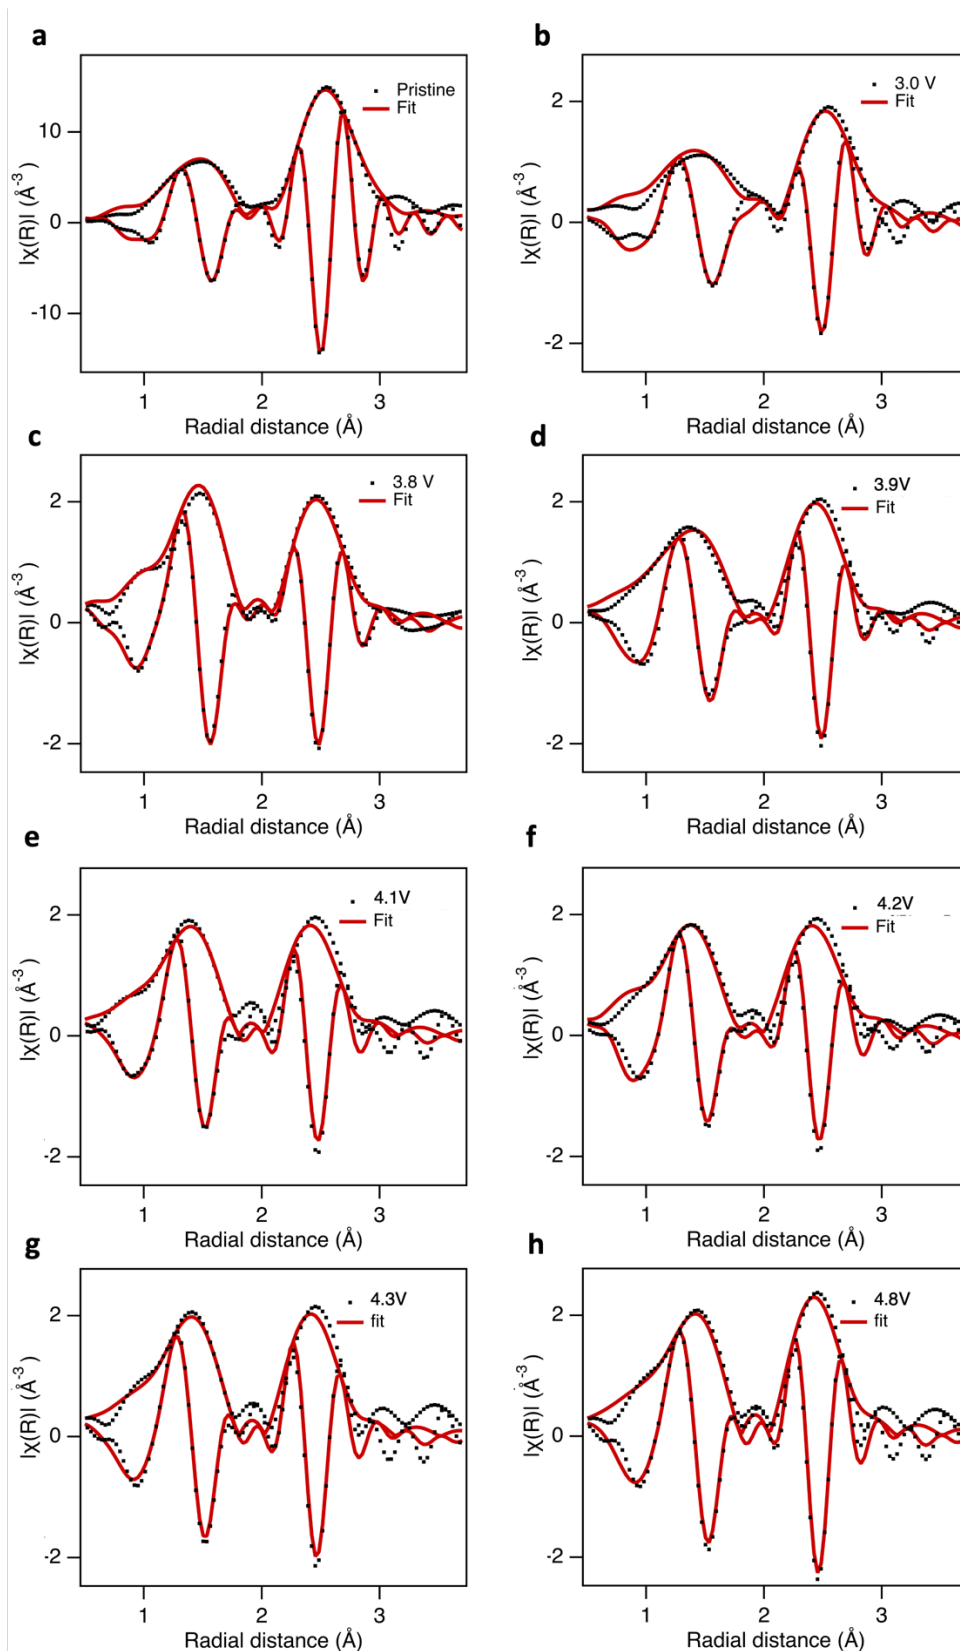 a
Pristine
Fit
10
0
-10
|χ(R)| (Å⁻³)
1
2
3
Radial distance (Å)
b
3.0 V
Fit
2
0
-2
|χ(R)| (Å⁻³)
1
2
3
Radial distance (Å)
c
3.8 V
Fit
2
0
-2
|χ(R)| (Å⁻³)
1
2
3
Radial distance (Å)
d
3.9V
Fit
2
0
-2
|χ(R)| (Å⁻³)
1
2
3
Radial distance (Å)
e
4.1V
Fit
2
0
-2
|χ(R)| (Å⁻³)
1
2
3
Radial distance (Å)
f
4.2V
Fit
2
0
-2
|χ(R)| (Å⁻³)
1
2
3
Radial distance (Å)
g
4.3V
fit
2
0
-2
|χ(R)| (Å⁻³)
1
2
3
Radial distance (Å)
h
4.8V
fit
2
0
-2
|χ(R)| (Å⁻³)
1
2
3
Radial distance (Å)